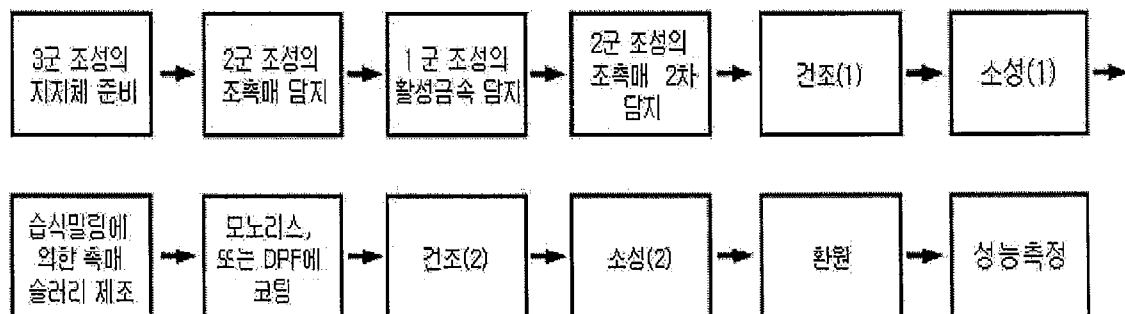 3군 조성의
지지체 준비
2군 조성의
조촉매 담지
1군 조성의
활성금속 담지
2군 조성의
조촉매 2차
담지
건조(1)
소성(1)
습식밀링에
의한 촉매
슬러리 제조
모노리스,
또는 DPF에
코팅
건조(2)
소성(2)
환원
성능측정